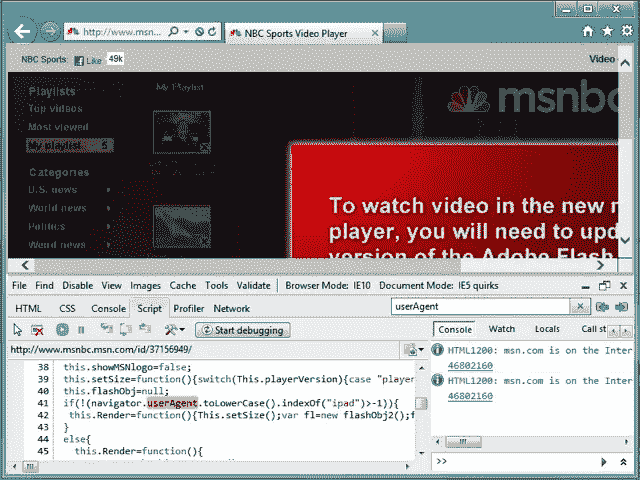 http://www.msn...
NBC Sports Video Player
NBC Sports
Like
49k
Video
Playlists
My Playlist
Top videos
Most viewed
My playlist 5
msnbc
Categories
U.S. news
World news
Politics
Weird news
To watch video in the new m
player, you will need to upd
version of the Adobe Flash
File Find Disable View Images Cache Tools Validate Browser Mode: IE10 Document Mode: IE5 quirks
HTML CSS Console Script Profiler Network
userAgent
Start debugging
Console Watch Locals Call st
http://www.msnbc.msn.com/id/37156949/
38 this.showMSNlogo=false;
39 this.setSize=function(){switch(This.playerVersion){case "player
40 this.flashObj=null;
41 if(!(navigator.userAgent.toLowerCase().indexOf("ipad")>-1)){
42 this.Render=function(){This.setSize();var fl=new flashObj2();f
43 }
44 else{
45 this.Render=function(){
HTML1200: msn.com is on the Inter
46802160
HTML1200: msn.com is on the Inter
46802160
>>